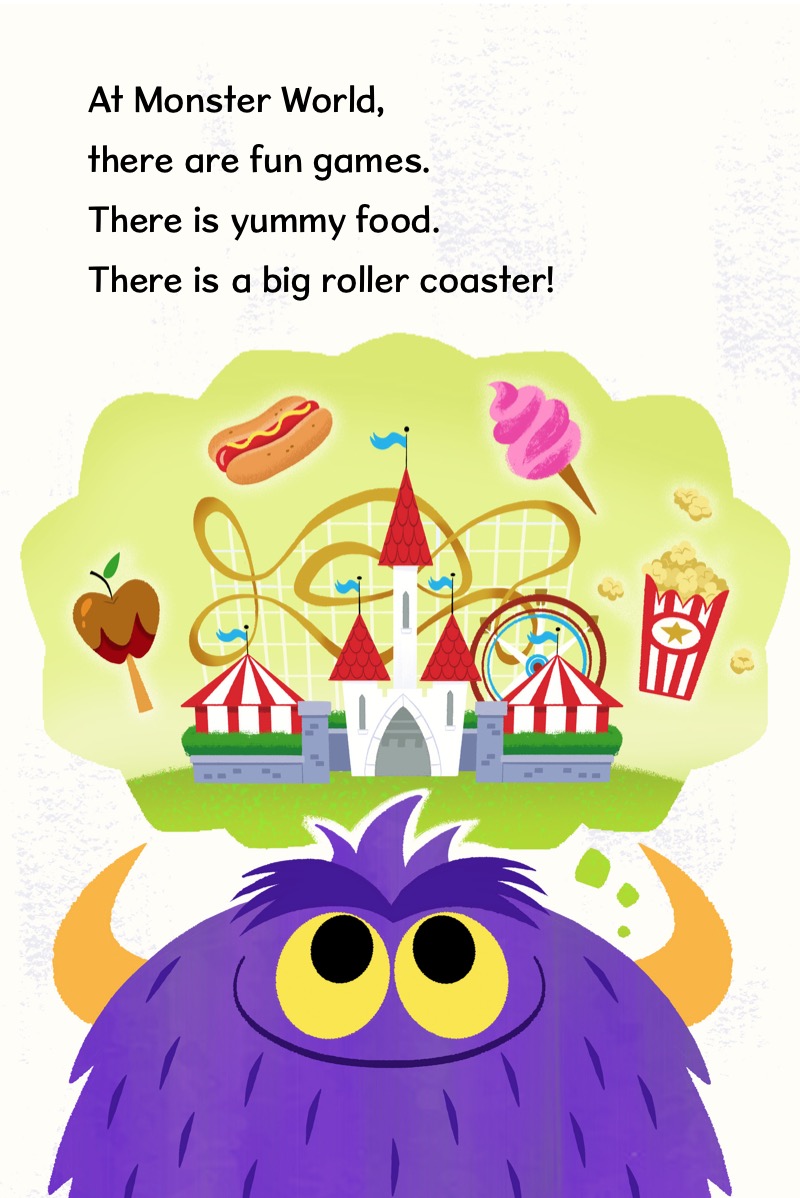 At Monster World,
there are fun games.
There is yummy food.
There is a big roller coaster!